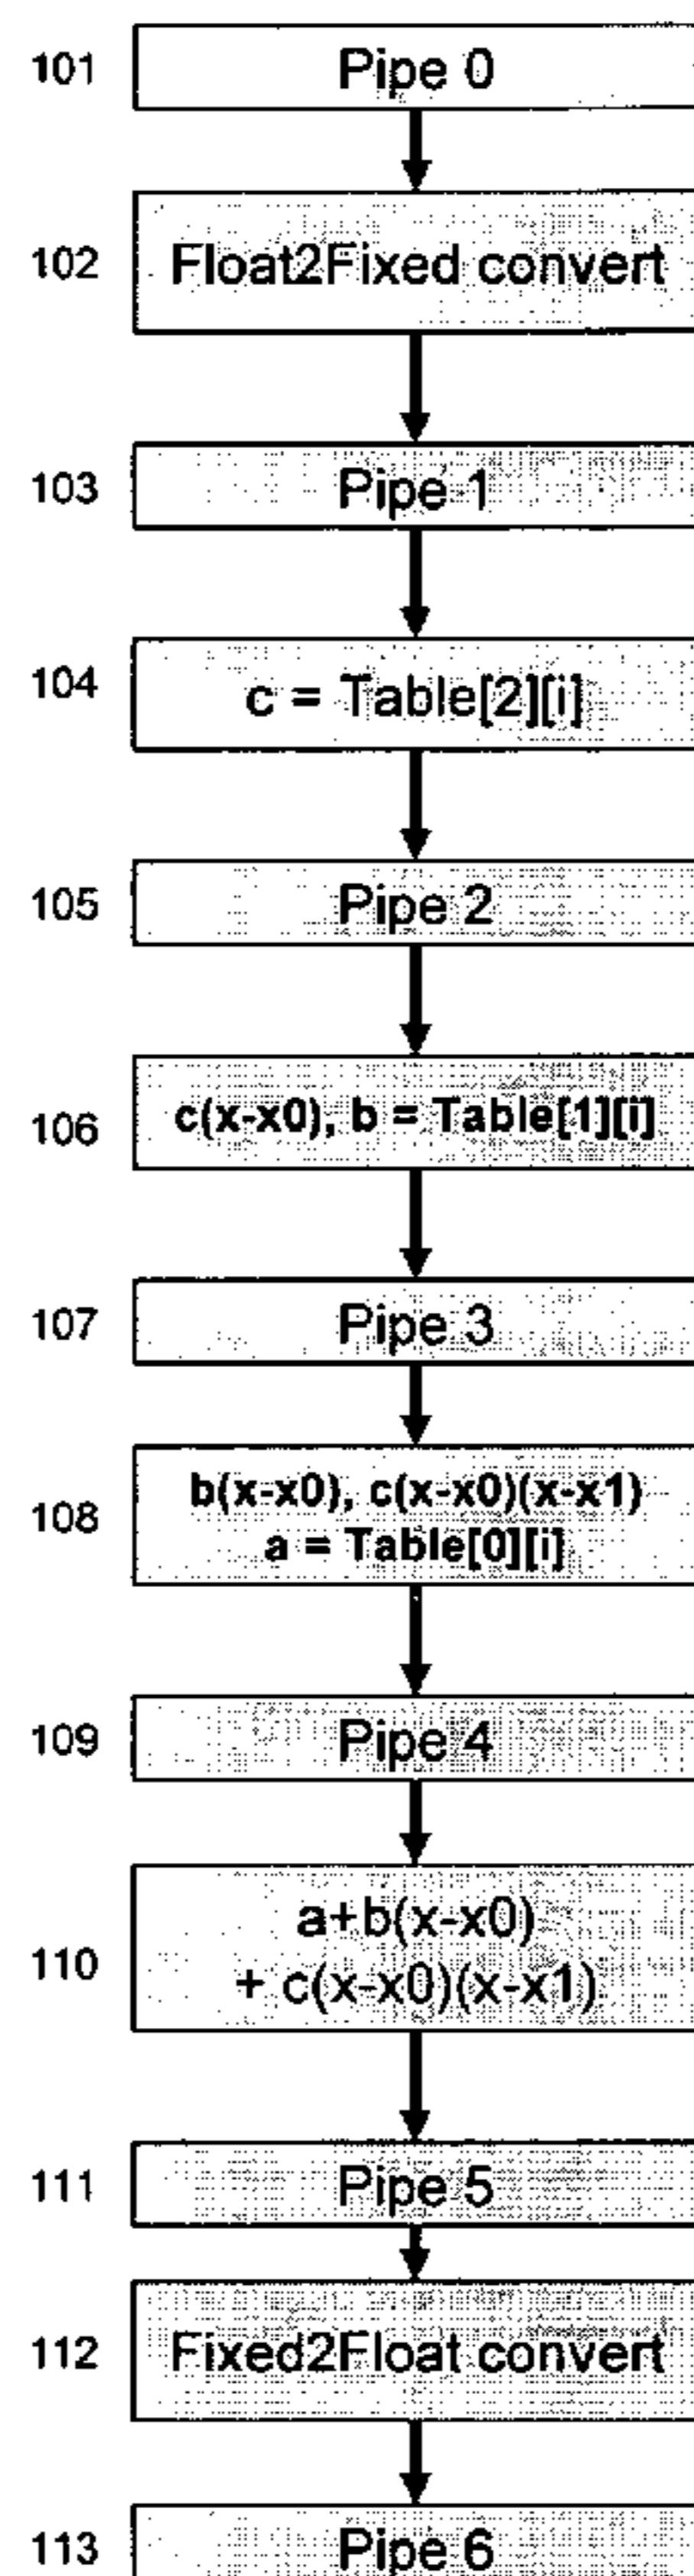 101 Pipe 0
102 Float2Fixed convert
103 Pipe 1
104 c = Table[2][i]
105 Pipe 2
106 c(x-x0), b = Table[1][i]
107 Pipe 3
108 b(x-x0), c(x-x0)(x-x1)
a = Table[0][i]
109 Pipe 4
110 a+b(x-x0)
+ c(x-x0)(x-x1)
111 Pipe 5
112 Fixed2Float convert
113 Pipe 6